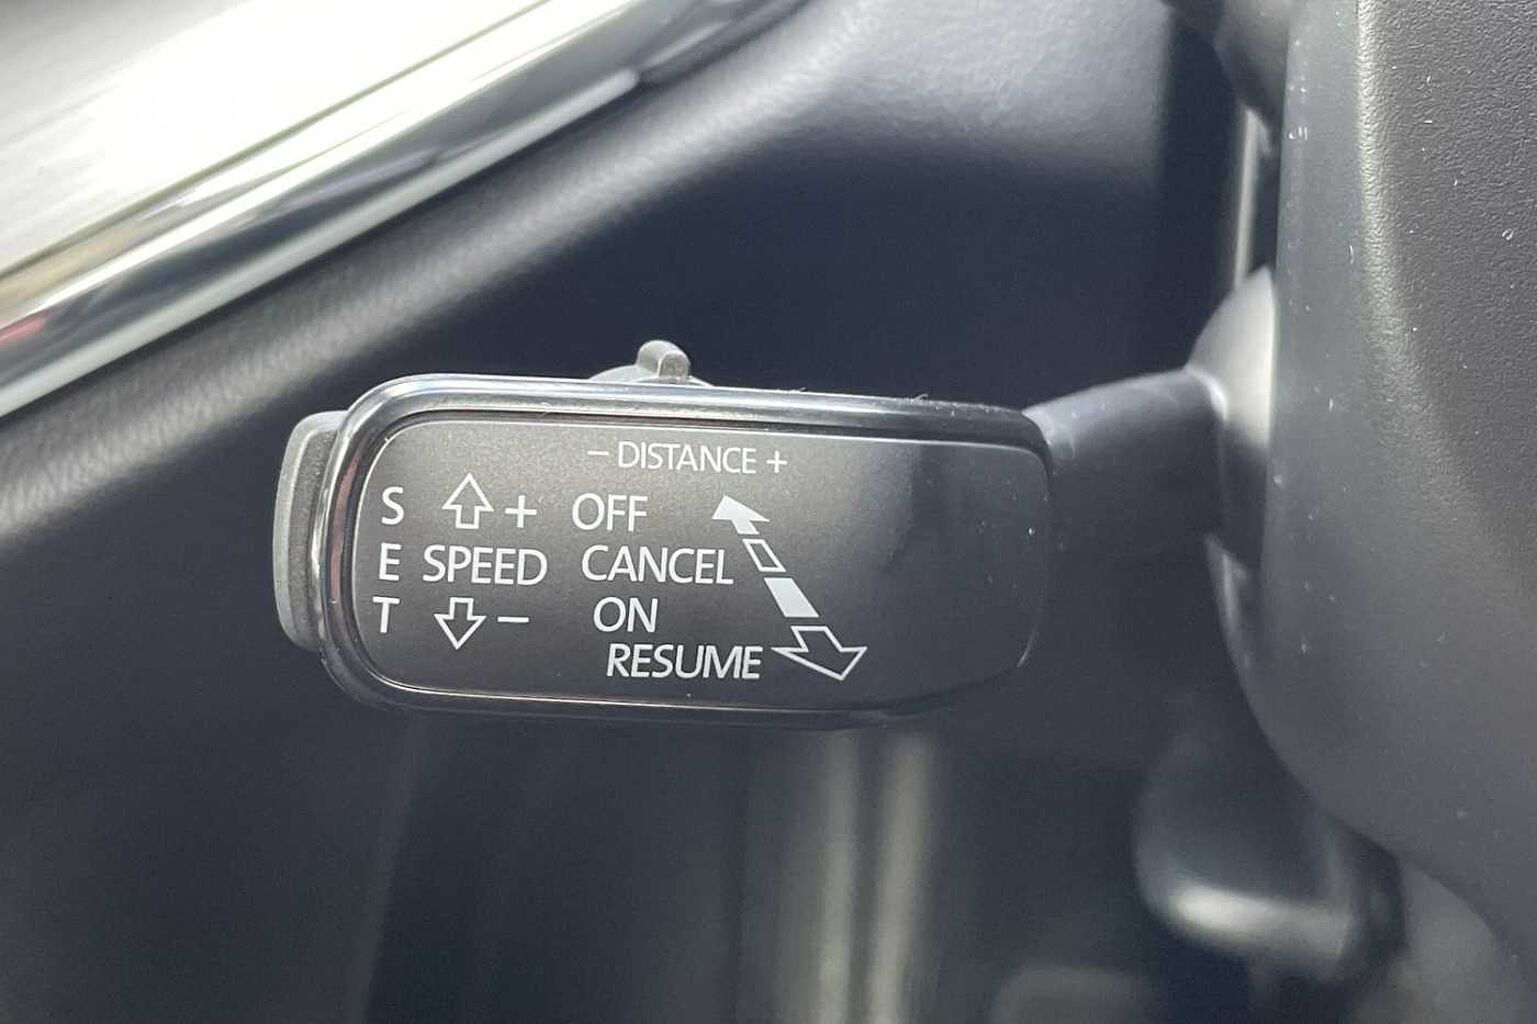 − DISTANCE +
S + OFF
E SPEED CANCEL
T − ON
RESUME